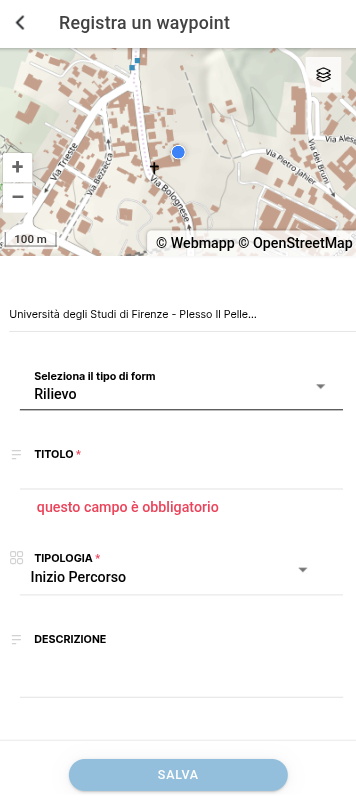 Registra un waypoint
Via Trieste
Via Bezzecca
Via Bolognese
Via Pietro Jahier
Via dei Bruni
Via Aless
+
−
100 m
© Webmapp © OpenStreetMap
Università degli Studi di Firenze - Plesso Il Pelle...
Seleziona il tipo di form
Rilievo
TITOLO *
questo campo è obbligatorio
TIPOLOGIA *
Inizio Percorso
DESCRIZIONE
SALVA